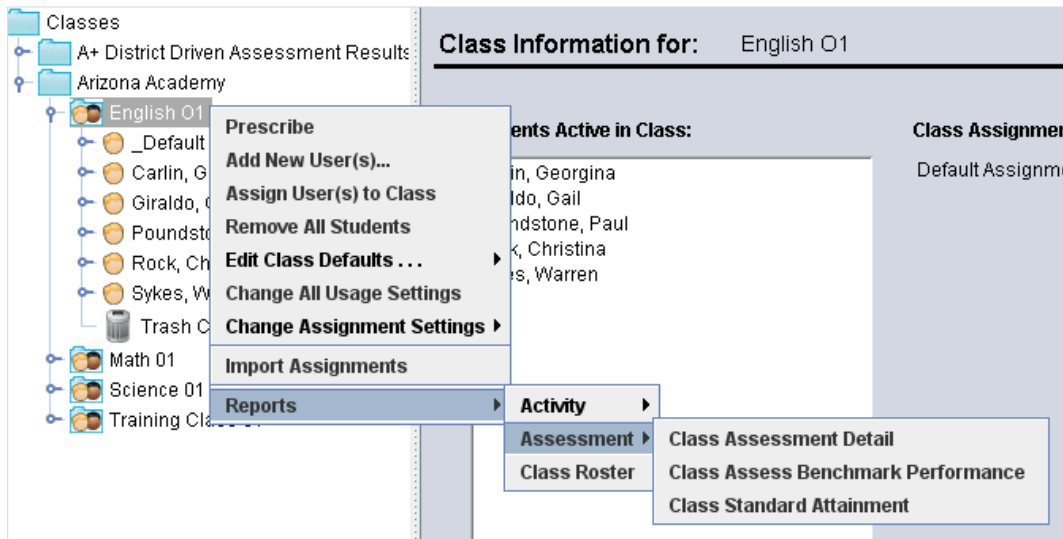 Classes
A+ District Driven Assessment Results
Arizona Academy
English O1
_Default
Carlin, G
Giraldo,
Poundsto
Rock, Ch
Sykes, W
Trash C
Math 01
Science 01
Training Cla
Class Information for: English O1
ents Active in Class:
in, Georgina
ldo, Gail
ndstone, Paul
k, Christina
es, Warren
Class Assignmen
Default Assignm
Prescribe
Add New User(s)...
Assign User(s) to Class
Remove All Students
Edit Class Defaults . . .
Change All Usage Settings
Change Assignment Settings
Import Assignments
Reports
Activity
Assessment
Class Roster
Class Assessment Detail
Class Assess Benchmark Performance
Class Standard Attainment